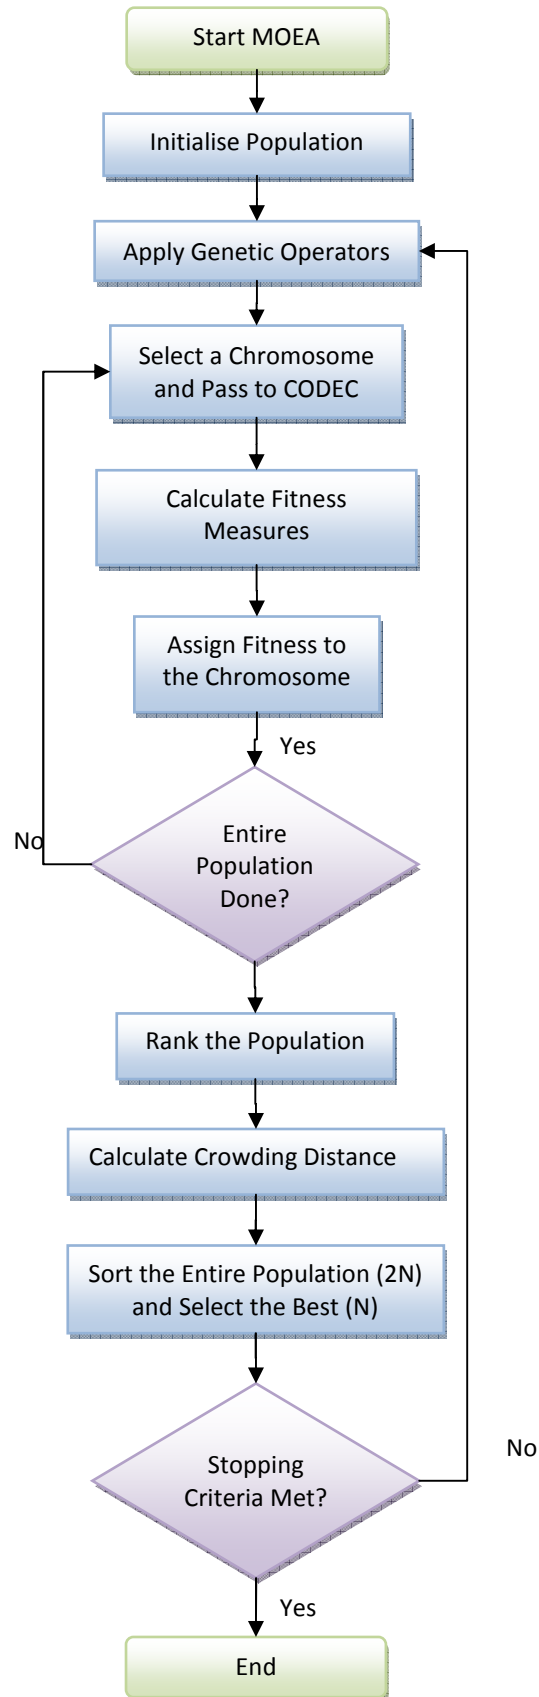 Start MOEA
Initialise Population
Apply Genetic Operators
Select a Chromosome
and Pass to CODEC
Calculate Fitness
Measures
Assign Fitness to
the Chromosome
Yes
No
Entire
Population
Done?
Rank the Population
Calculate Crowding Distance
Sort the Entire Population (2N)
and Select the Best (N)
No
Stopping
Criteria Met?
Yes
End